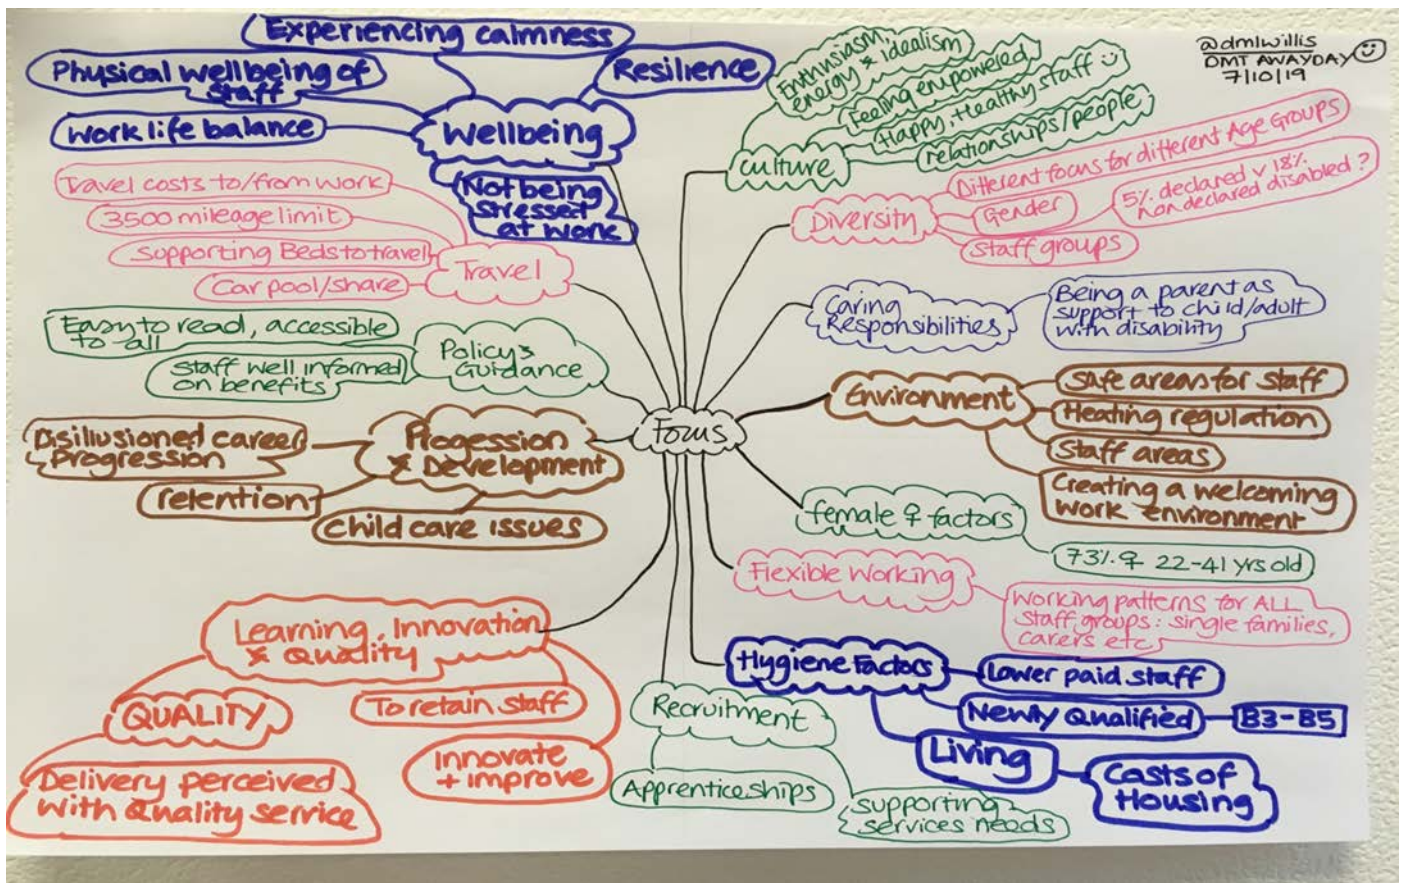 @dmlwillis
DMT AWAYDAY
7/10/19
Focus
Experiencing calmness
Physical wellbeing of
staff
Resilience
Work life balance
Wellbeing
Not being
stressed
at work
Travel costs to/from work
3500 mileage limit
Supporting Beds to travel
Car pool/share
Travel
Easy to read, accessible
to all
Staff well informed
on benefits
Policy &
Guidance
Disillusioned career
Progression
retention
Child care issues
Progession
& Development
Learning, Innovation
& Quality
QUALITY
Delivery perceived
With Quality service
To retain staff
Innovate
+ improve
Recruitment
Apprenticeships
supporting
services needs
Culture
Enthusiasm,
energy & idealism
Feeling empowered
Happy, Healthy staff
relationships/people
Diversity
Different focus for different Age Groups
Gender
5% declared v 18%
non declared disabled?
Staff groups
Caring
Responsibilities
Being a parent as
support to child/adult
with disability
Environment
Safe areas for staff
Heating regulation
Staff areas
Creating a welcoming
work environment
female ♀ factors
73% ♀ 22-41 yrs old
Flexible Working
Working patterns for ALL
Staff groups: single families,
carers etc
Hygiene Factors
Lower paid staff
Newly Qualified
B3-B5
Living
Costs of
Housing